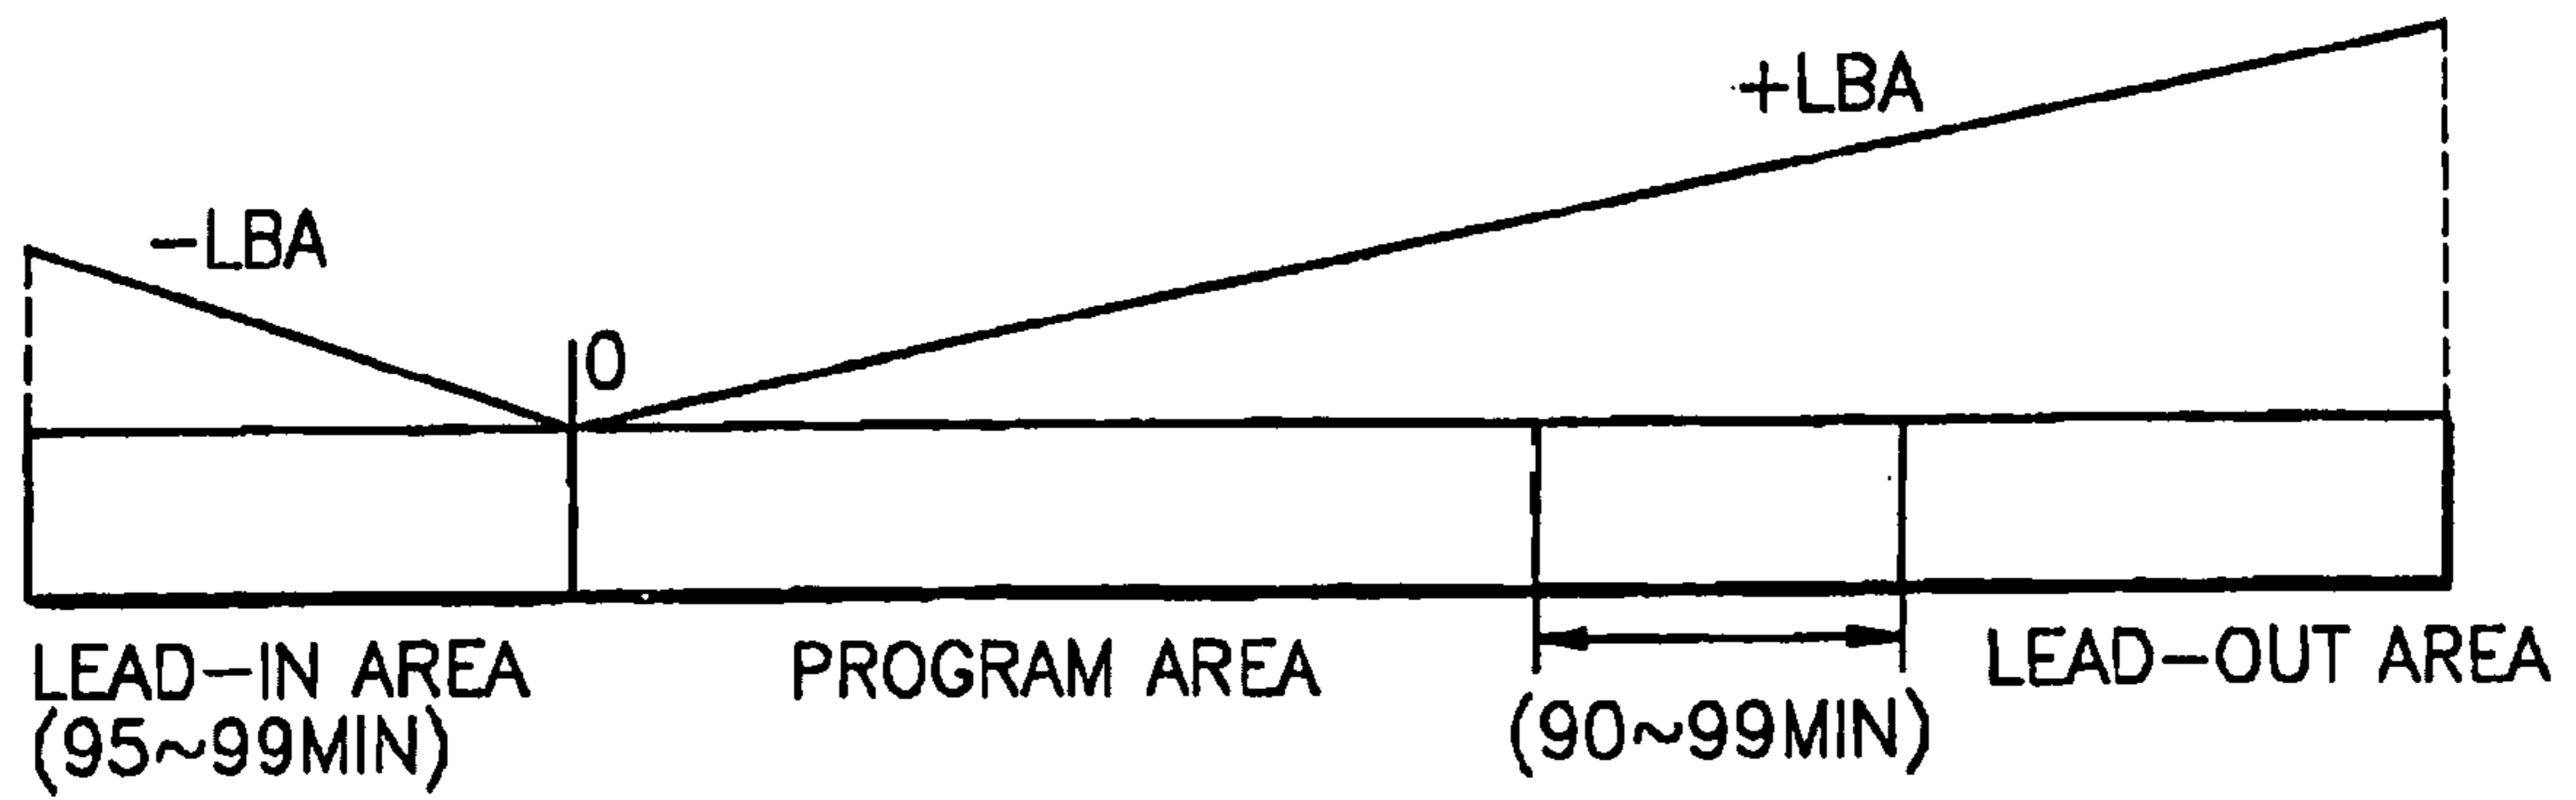 +LBA
-LBA
0
LEAD-IN AREA
(95~99MIN)
PROGRAM AREA
(90~99MIN)
LEAD-OUT AREA